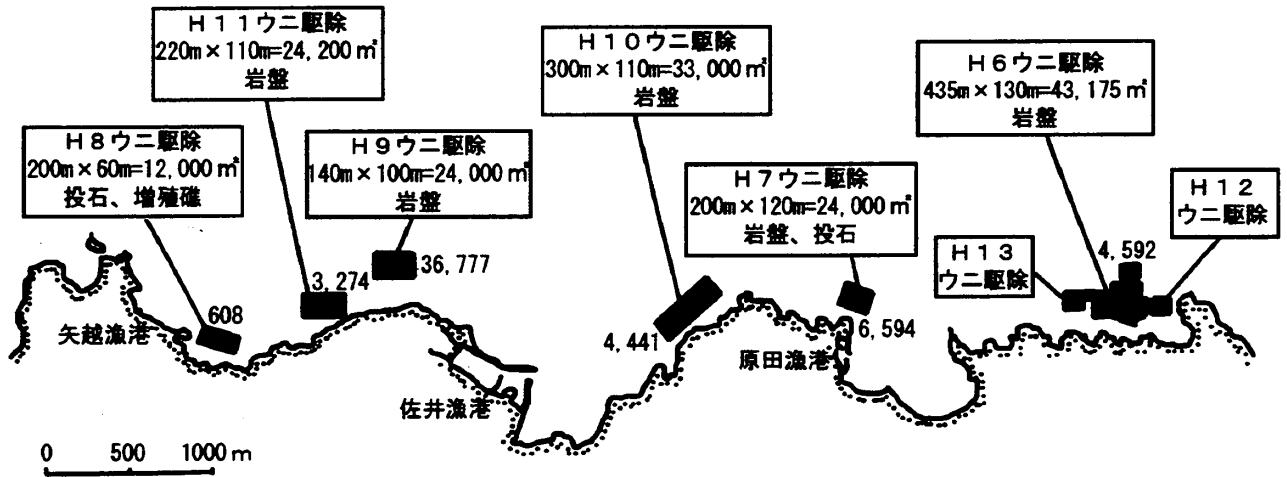 H11ウニ駆除
220m×110m=24,200㎡
岩盤
H10ウニ駆除
300m×110m=33,000㎡
岩盤
H6ウニ駆除
435m×130m=43,175㎡
岩盤
H8ウニ駆除
200m×60m=12,000㎡
投石、増殖礁
H9ウニ駆除
140m×100m=24,000㎡
岩盤
H7ウニ駆除
200m×120m=24,000㎡
岩盤、投石
H12
ウニ駆除
H13
ウニ駆除
4,592
36,777
3,274
608
4,441
6,594
矢越漁港
佐井漁港
原田漁港
0 500 1000m